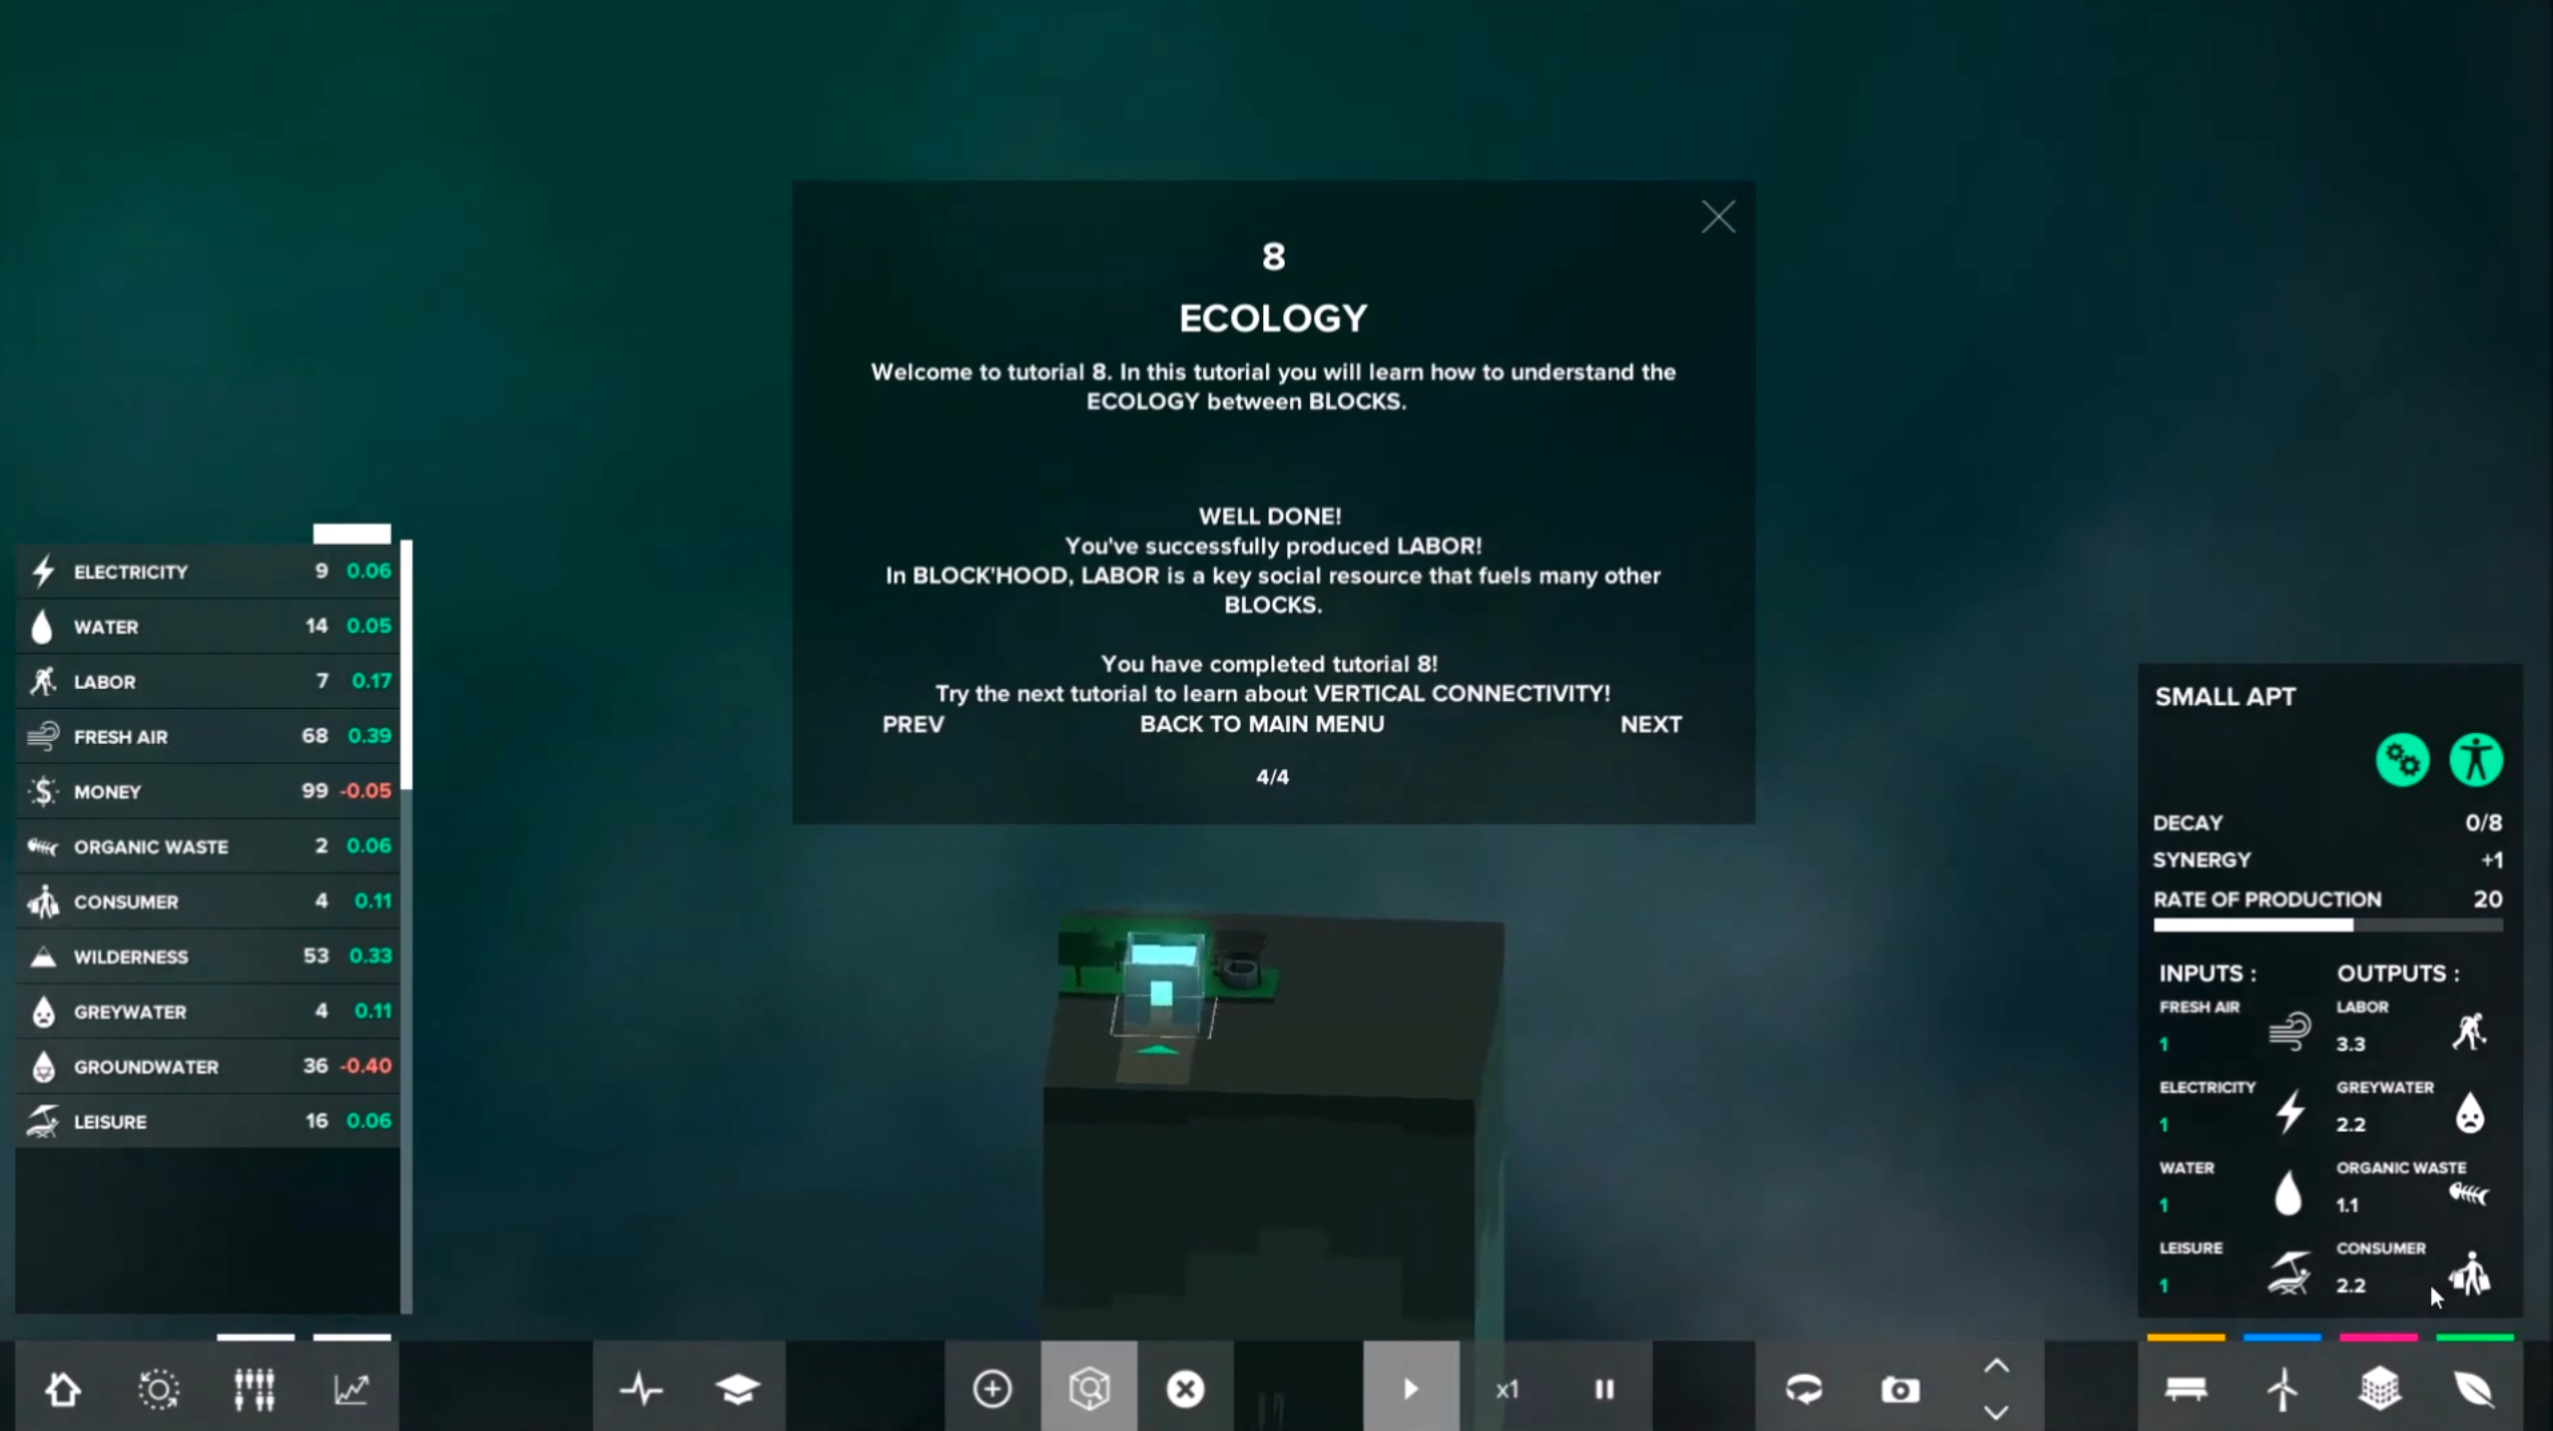 8
ECOLOGY
Welcome to tutorial 8. In this tutorial you will learn how to understand the
ECOLOGY between BLOCKS.
WELL DONE!
You've successfully produced LABOR!
In BLOCK'HOOD, LABOR is a key social resource that fuels many other
BLOCKS.
You have completed tutorial 8!
Try the next tutorial to learn about VERTICAL CONNECTIVITY!
PREV BACK TO MAIN MENU NEXT
4/4
ELECTRICITY 9 0.06
WATER 14 0.05
LABOR 7 0.17
FRESH AIR 68 0.39
MONEY 99 -0.05
ORGANIC WASTE 2 0.06
CONSUMER 4 0.11
WILDERNESS 53 0.33
GREYWATER 4 0.11
GROUNDWATER 36 -0.40
LEISURE 16 0.06
SMALL APT
DECAY 0/8
SYNERGY +1
RATE OF PRODUCTION 20
INPUTS : OUTPUTS :
FRESH AIR LABOR
1 3.3
ELECTRICITY GREYWATER
1 2.2
WATER ORGANIC WASTE
1 1.1
LEISURE CONSUMER
1 2.2
x1